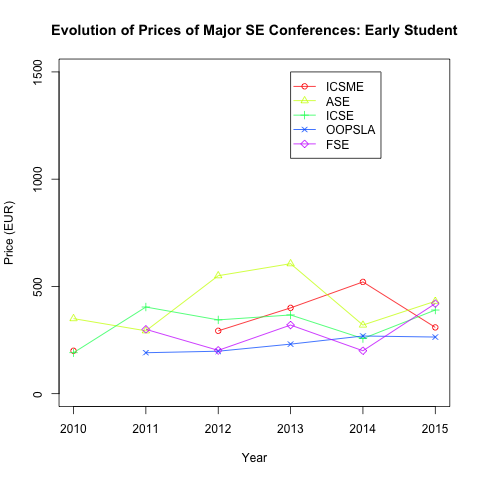 Evolution of Prices of Major SE Conferences: Early Student
1500
1000
500
0
Price (EUR)
ICSME
ASE
ICSE
OOPSLA
FSE
2010 2011 2012 2013 2014 2015
Year